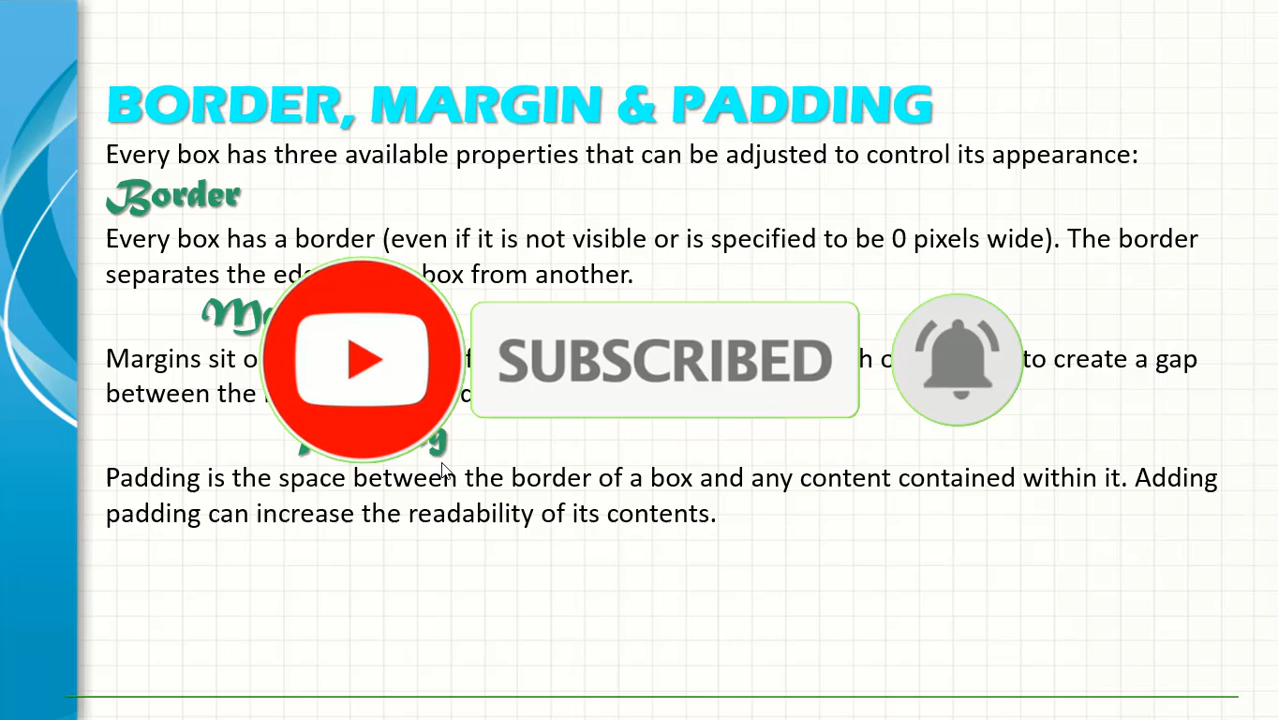 BORDER, MARGIN & PADDING
Every box has three available properties that can be adjusted to control its appearance:
Border
Every box has a border (even if it is not visible or is specified to be 0 pixels wide). The border
separates the box from another.
Margins sit to create a gap
SUBSCRIBED
between the
Padding is the space between the border of a box and any content contained within it. Adding
padding can increase the readability of its contents.